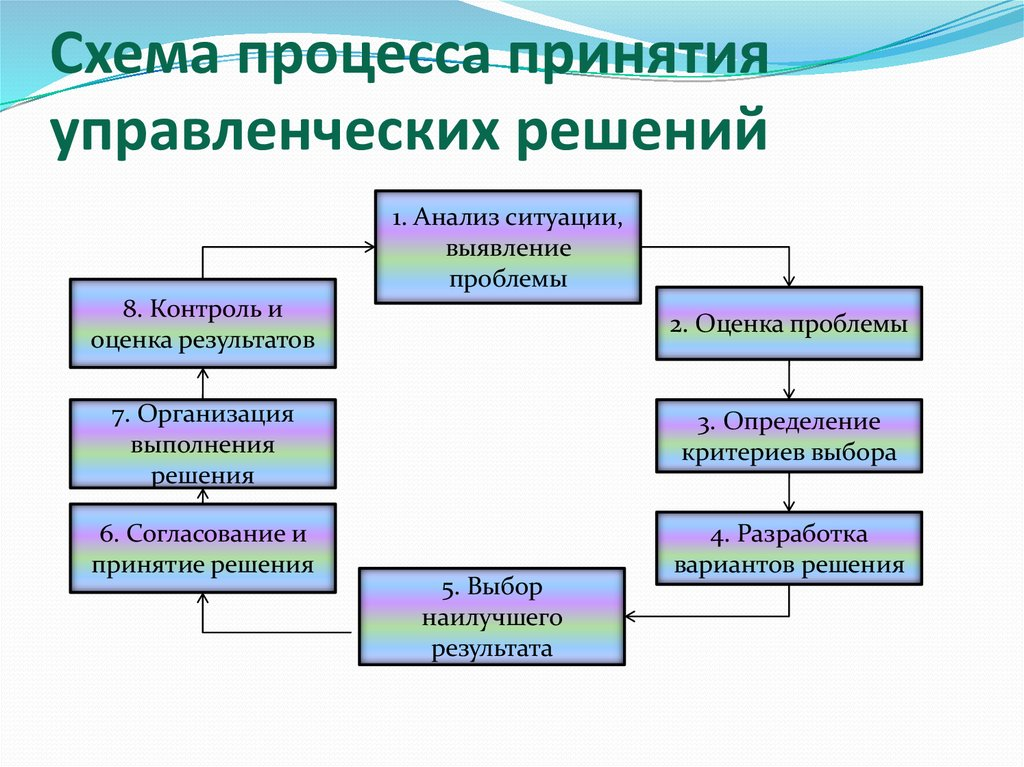 Схема процесса принятия
управленческих решений
1. Анализ ситуации,
выявление
проблемы
2. Оценка проблемы
3. Определение
критериев выбора
4. Разработка
вариантов решения
5. Выбор
наилучшего
результата
6. Согласование и
принятие решения
7. Организация
выполнения
решения
8. Контроль и
оценка результатов